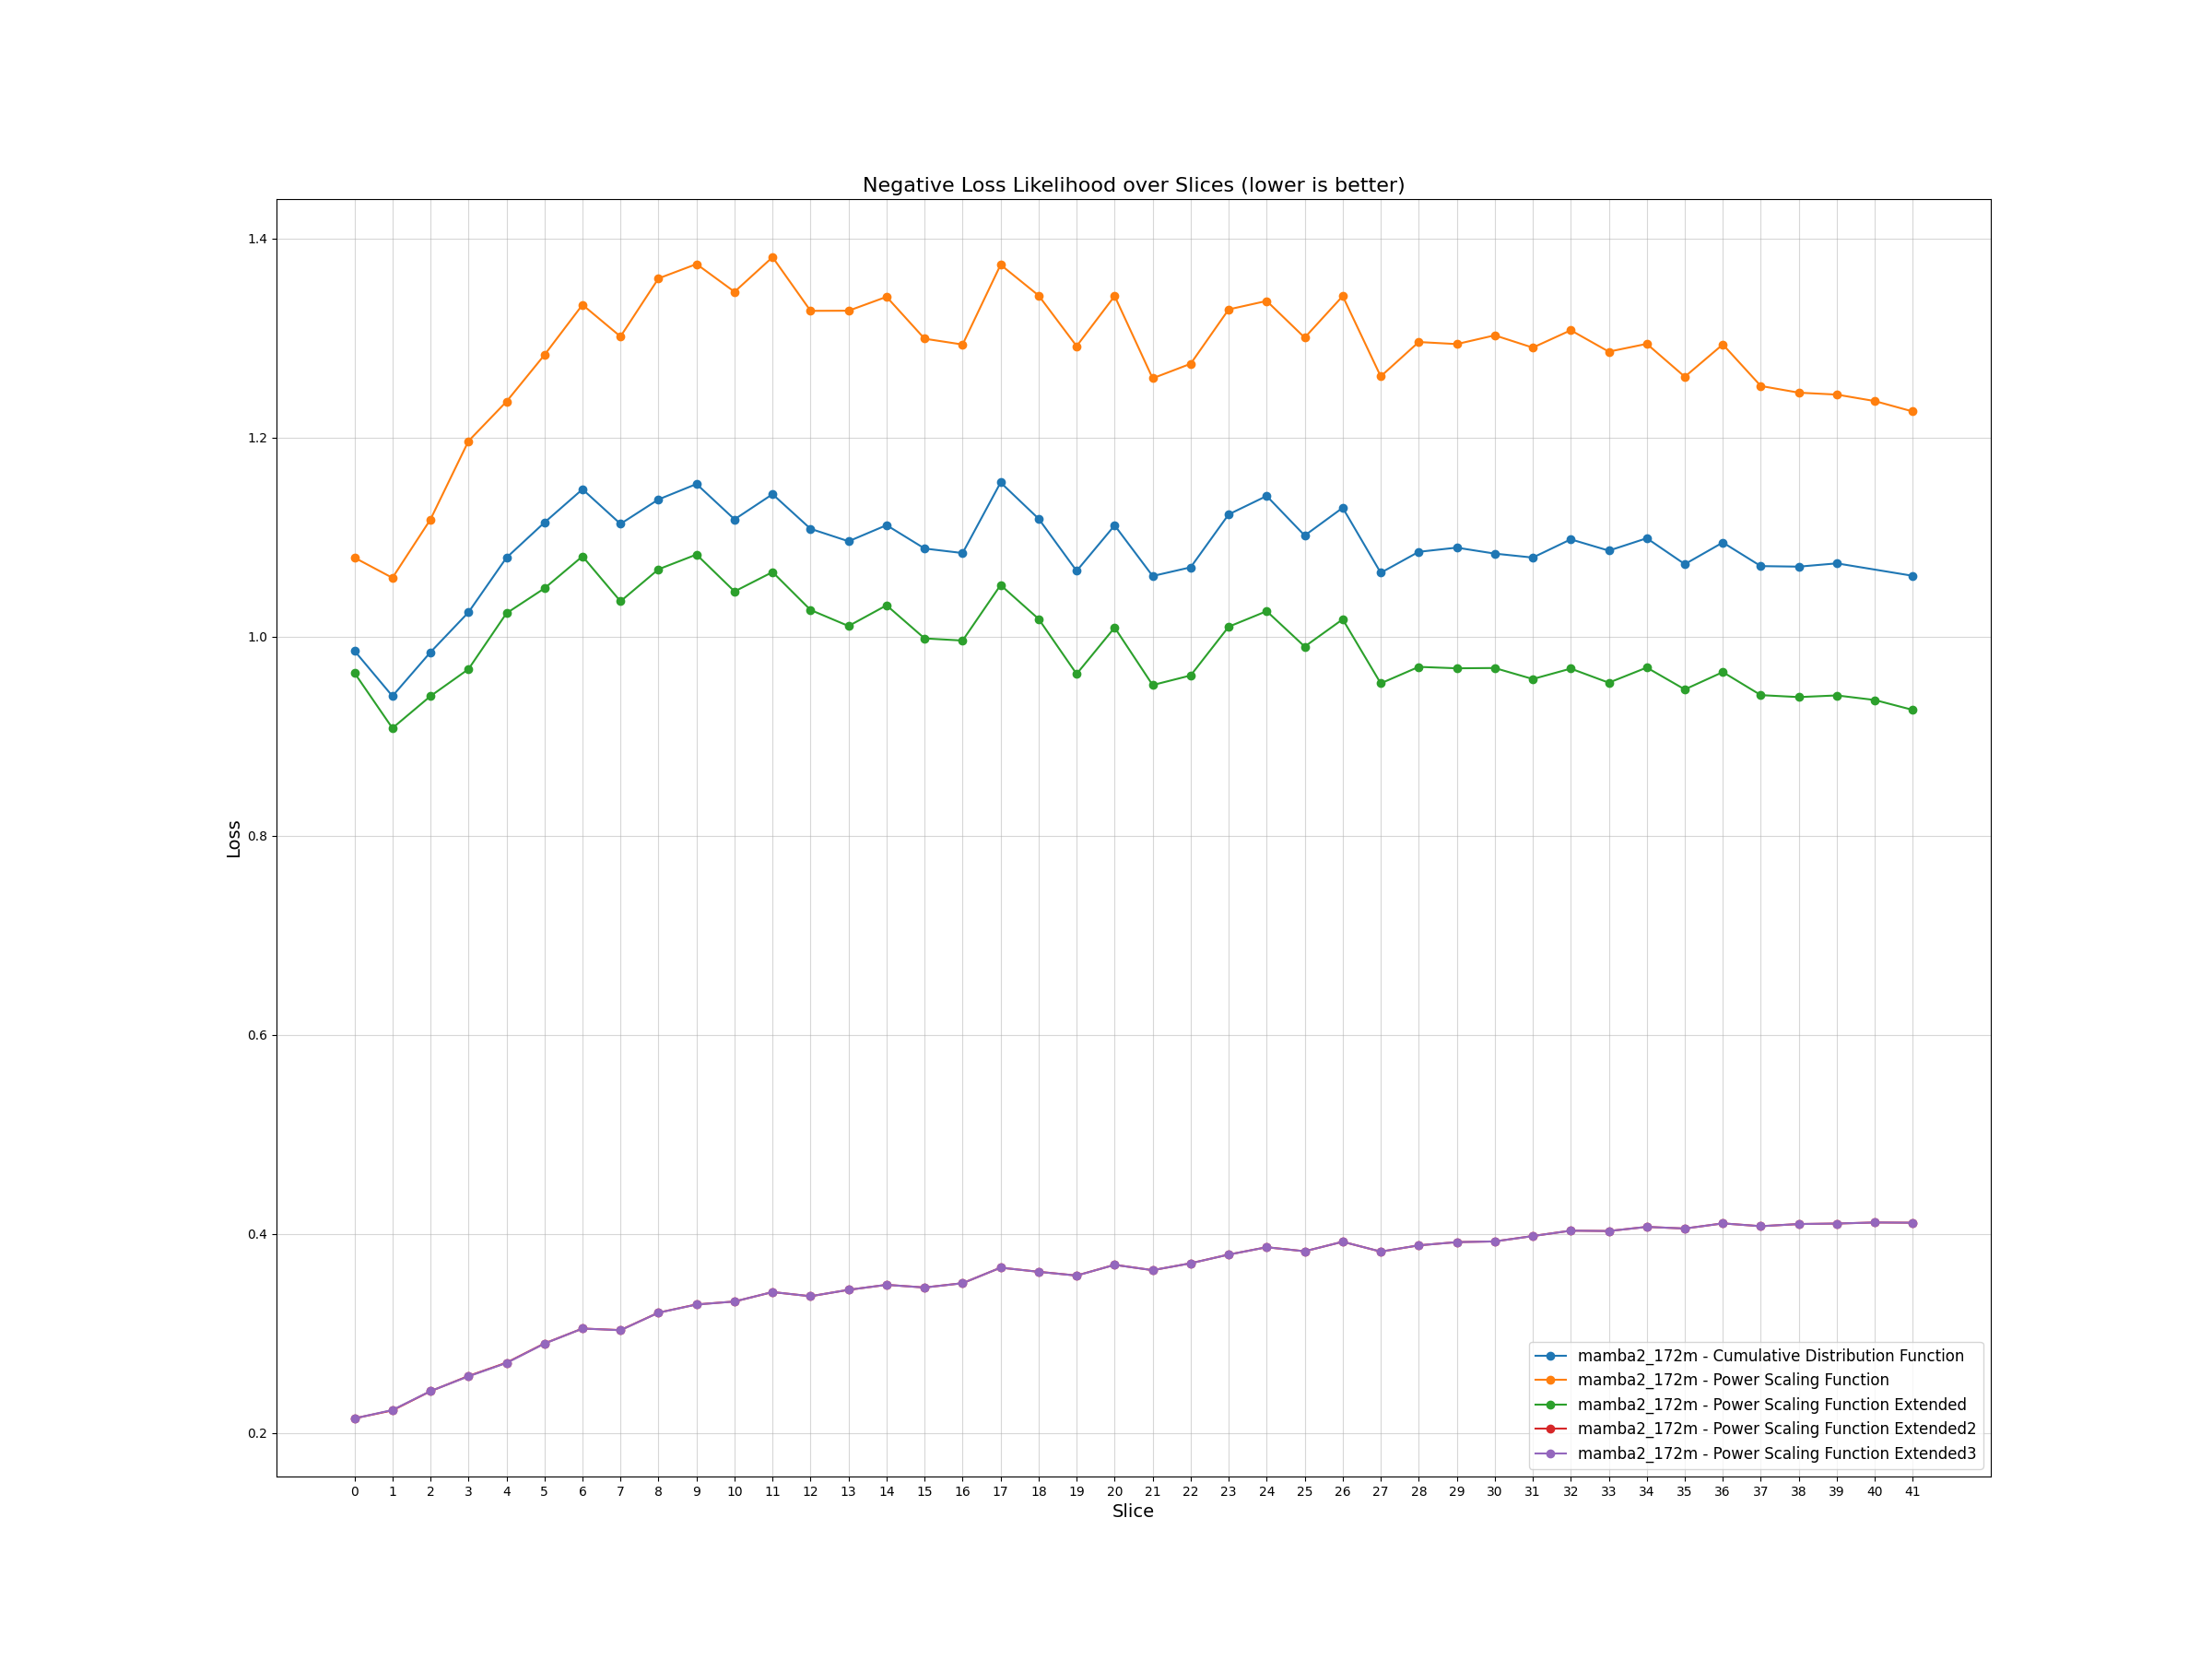 Negative Loss Likelihood over Slices (lower is better)
1.4
1.2
1.0
0.8
0.6
0.4
0.2
Loss
0 1 2 3 4 5 6 7 8 9 10 11 12 13 14 15 16 17 18 19 20 21 22 23 24 25 26 27 28 29 30 31 32 33 34 35 36 37 38 39 40 41
Slice
mamba2_172m - Cumulative Distribution Function
mamba2_172m - Power Scaling Function
mamba2_172m - Power Scaling Function Extended
mamba2_172m - Power Scaling Function Extended2
mamba2_172m - Power Scaling Function Extended3